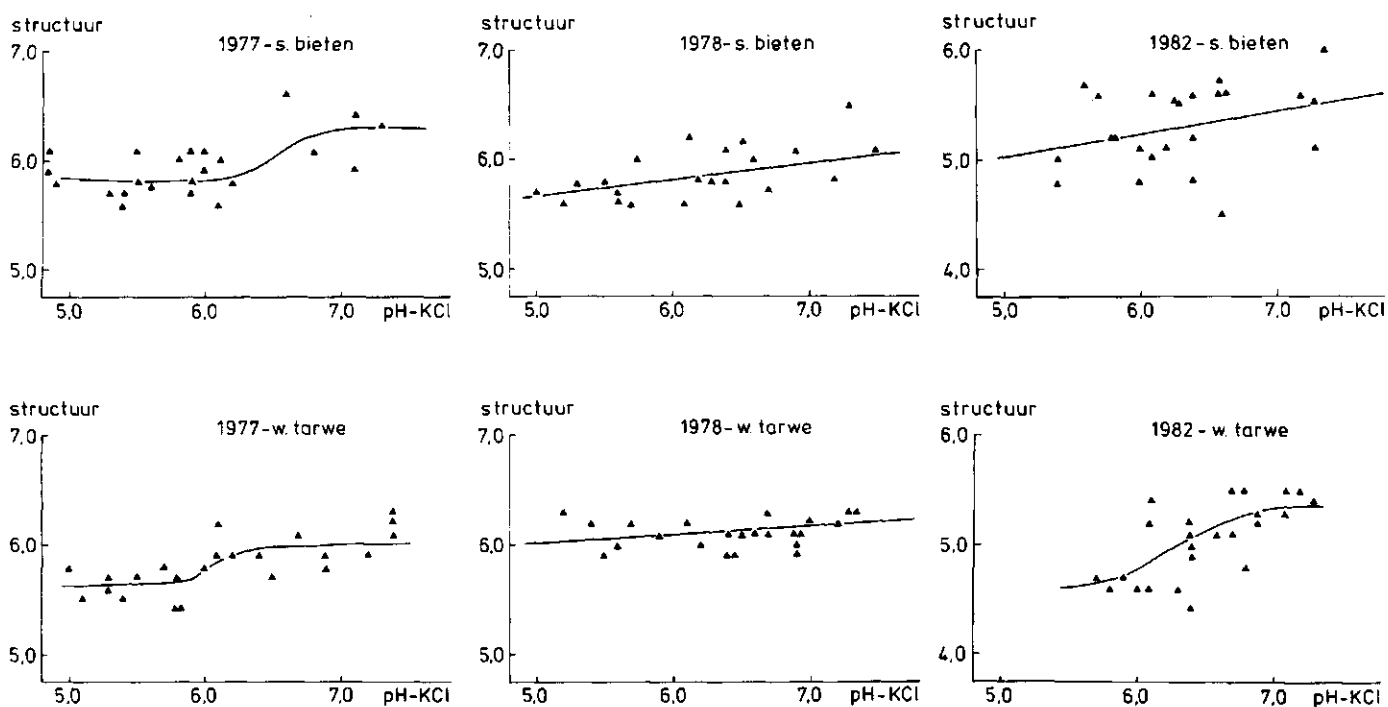 structuur
1977-s. bieten
7,0
6,0
5,0
5,0 6,0 7,0 pH-KCl
structuur
1978-s. bieten
7,0
6,0
5,0
5,0 6,0 7,0 pH-KCl
structuur
1982-s. bieten
6,0
5,0
4,0
5,0 6,0 7,0 pH-KCl
structuur
1977-w. tarwe
7,0
6,0
5,0
5,0 6,0 7,0 pH-KCl
structuur
1978-w. tarwe
7,0
6,0
5,0
5,0 6,0 7,0 pH-KCl
structuur
1982-w. tarwe
6,0
5,0
4,0
5,0 6,0 7,0 pH-KCl